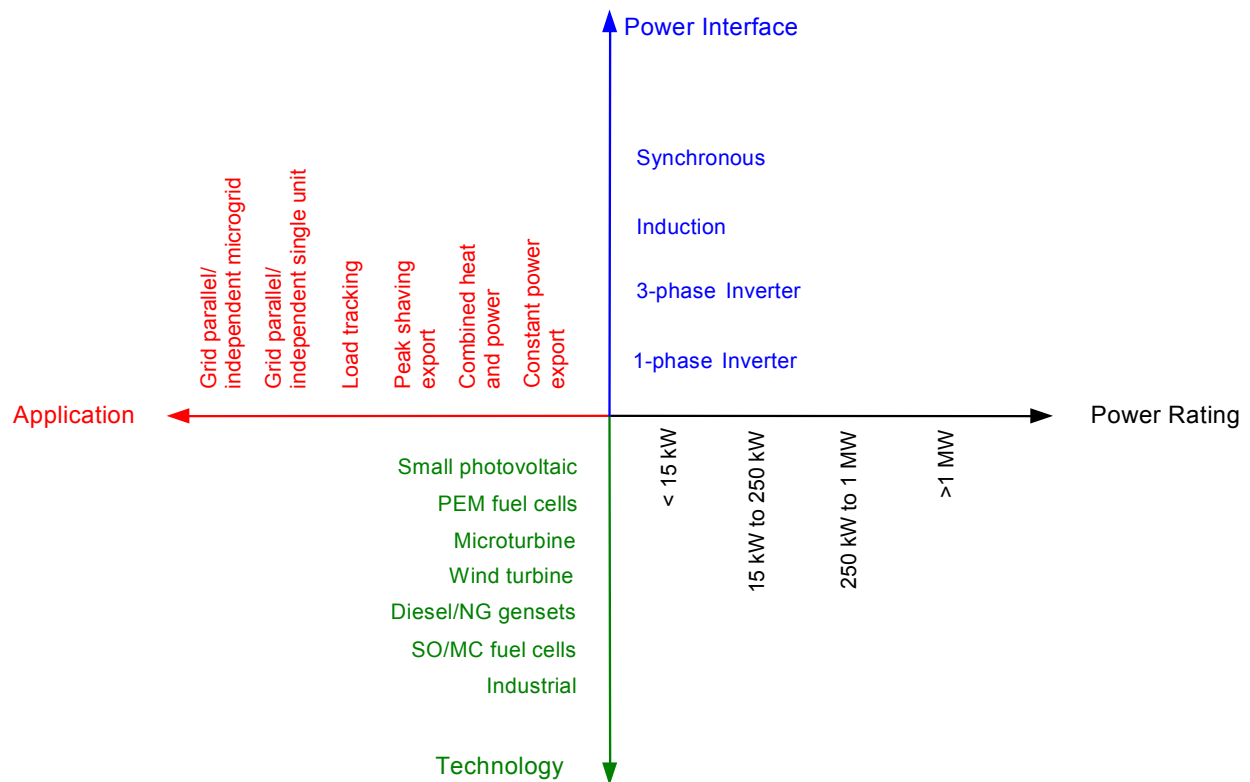 Power Interface
Synchronous
Induction
3-phase Inverter
1-phase Inverter
Grid parallel/
independent microgrid
Grid parallel/
independent single unit
Load tracking
Peak shaving
export
Combined heat
and power
Constant power
export
Application
Power Rating
< 15 kW
15 kW to 250 kW
250 kW to 1 MW
>1 MW
Small photovoltaic
PEM fuel cells
Microturbine
Wind turbine
Diesel/NG gensets
SO/MC fuel cells
Industrial
Technology